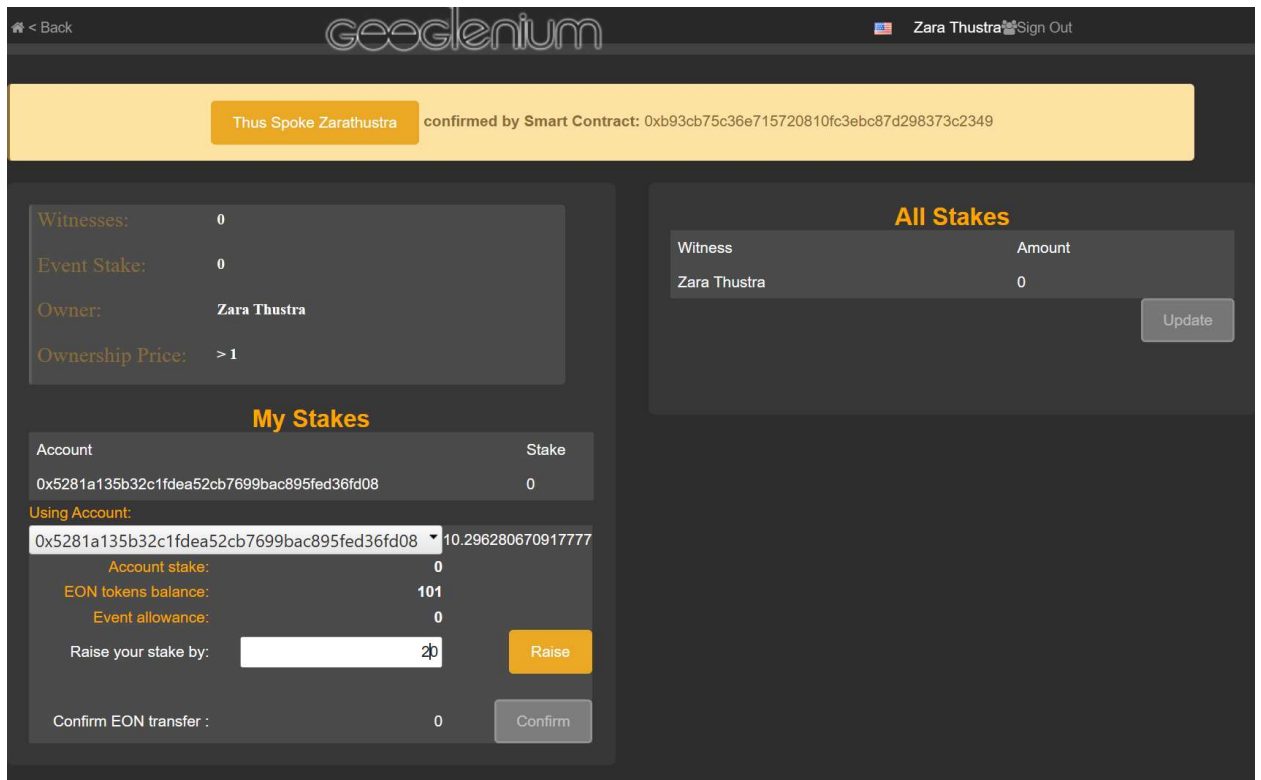 < Back
Geoglenium
Zara Thustra Sign Out
Thus Spoke Zarathustra confirmed by Smart Contract: 0xb93cb75c36e715720810fc3ebc87d298373c2349
Witnesses: 0
Event Stake: 0
Owner: Zara Thustra
Ownership Price: > 1
My Stakes
Account Stake
0x5281a135b32c1fdea52cb7699bac895fed36fd08 0
Using Account:
0x5281a135b32c1fdea52cb7699bac895fed36fd08 10.296280670917777
Account stake: 0
EON tokens balance: 101
Event allowance: 0
Raise your stake by: 20 Raise
Confirm EON transfer : 0 Confirm
All Stakes
Witness Amount
Zara Thustra 0
Update